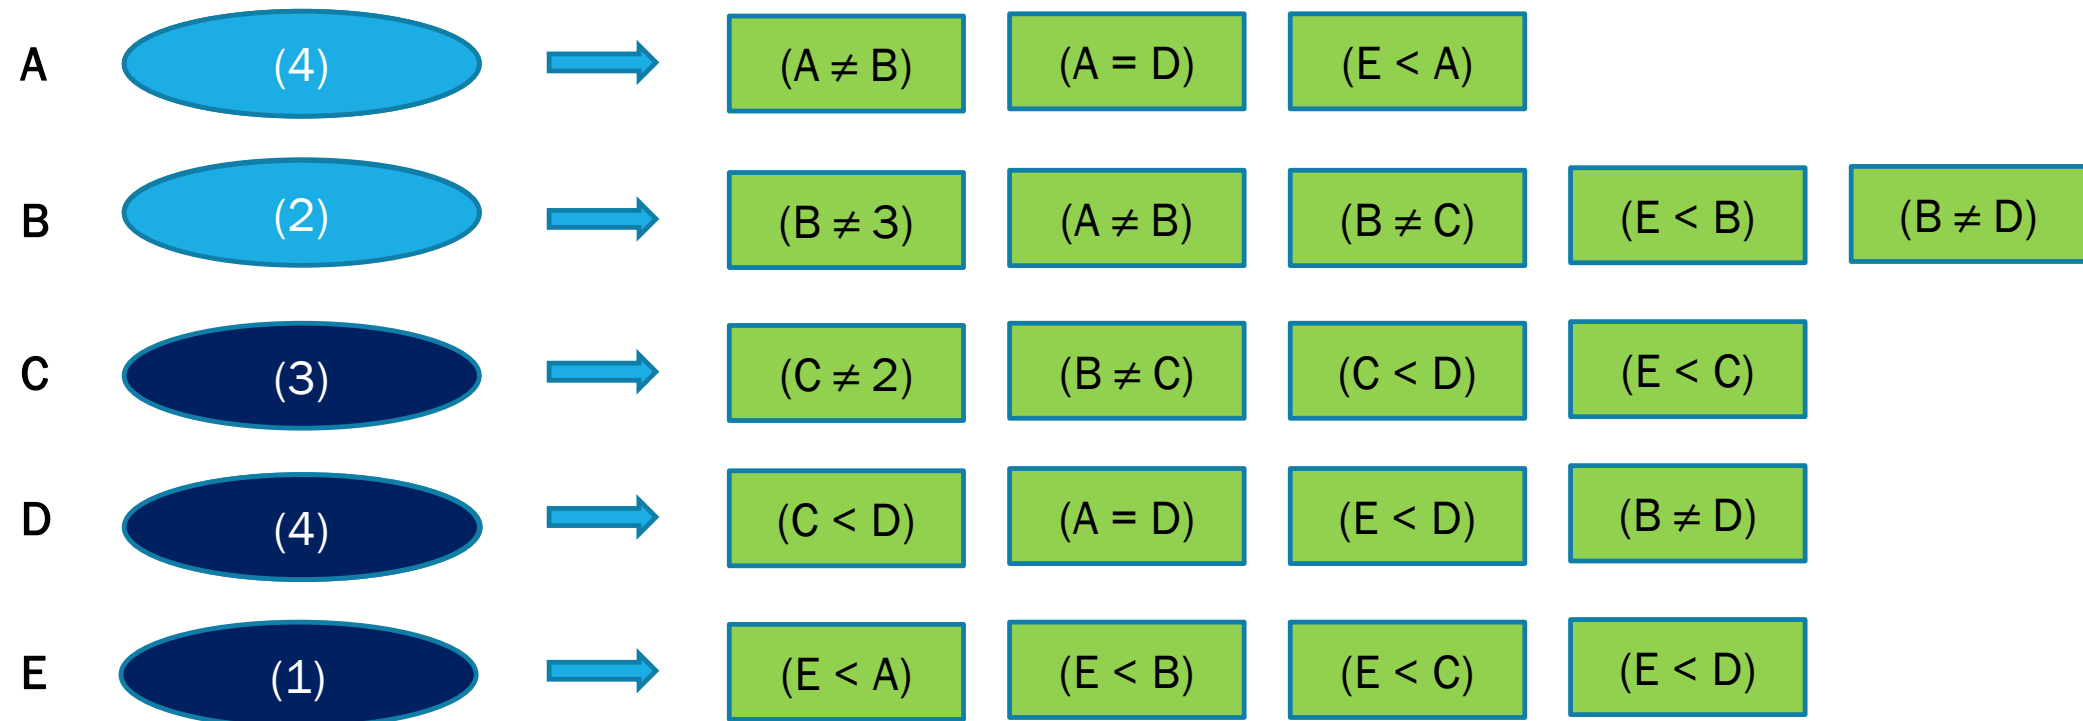 A (4) (A ≠ B) (A = D) (E < A)
B (2) (B ≠ 3) (A ≠ B) (B ≠ C) (E < B) (B ≠ D)
C (3) (C ≠ 2) (B ≠ C) (C < D) (E < C)
D (4) (C < D) (A = D) (E < D) (B ≠ D)
E (1) (E < A) (E < B) (E < C) (E < D)